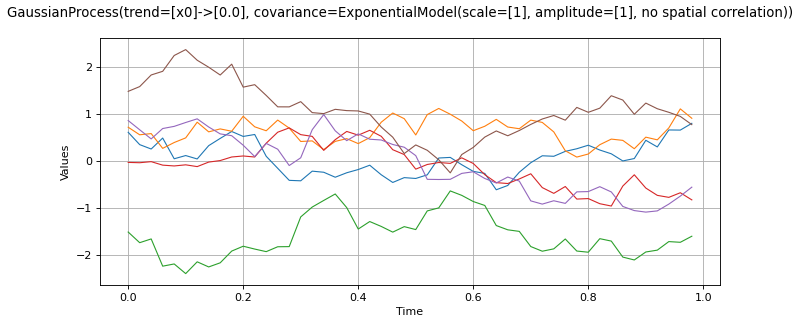 GaussianProcess(trend=[x0]->[0.0], covariance=ExponentialModel(scale=[1], amplitude=[1], no spatial correlation))
2
1
0
−1
−2
Values
0.0 0.2 0.4 0.6 0.8 1.0
Time